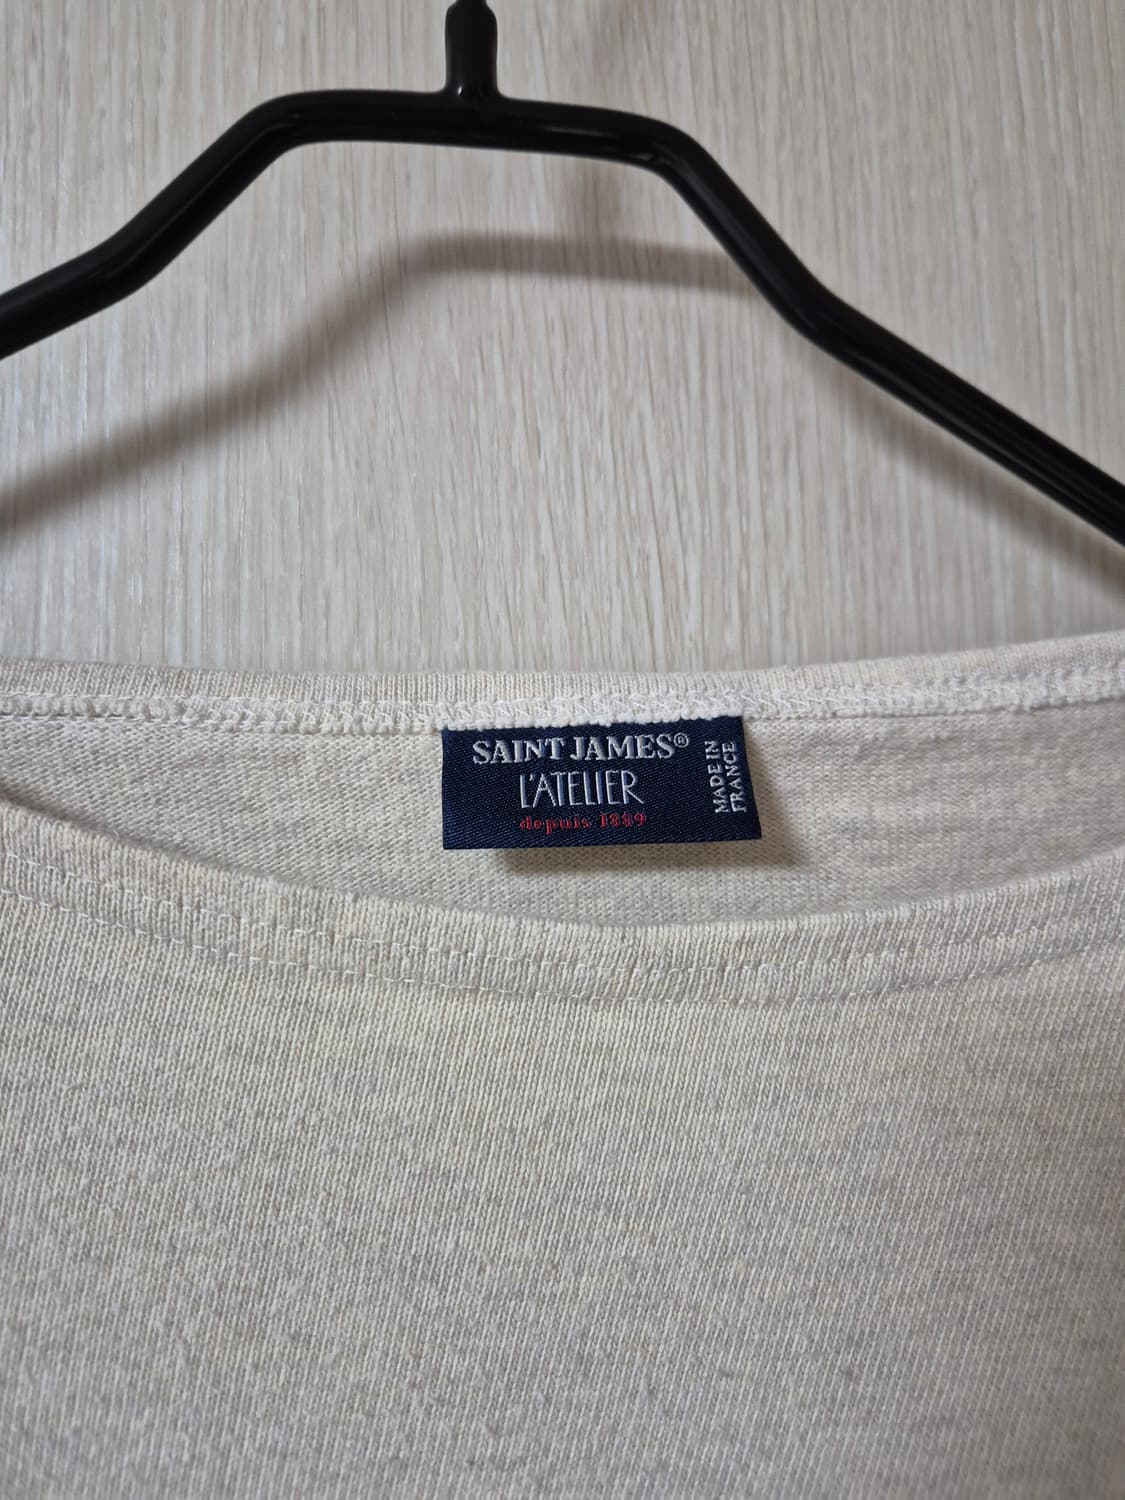 SAINT JAMES®
L'ATELIER
depuis 1889
MADE IN
FRANCE